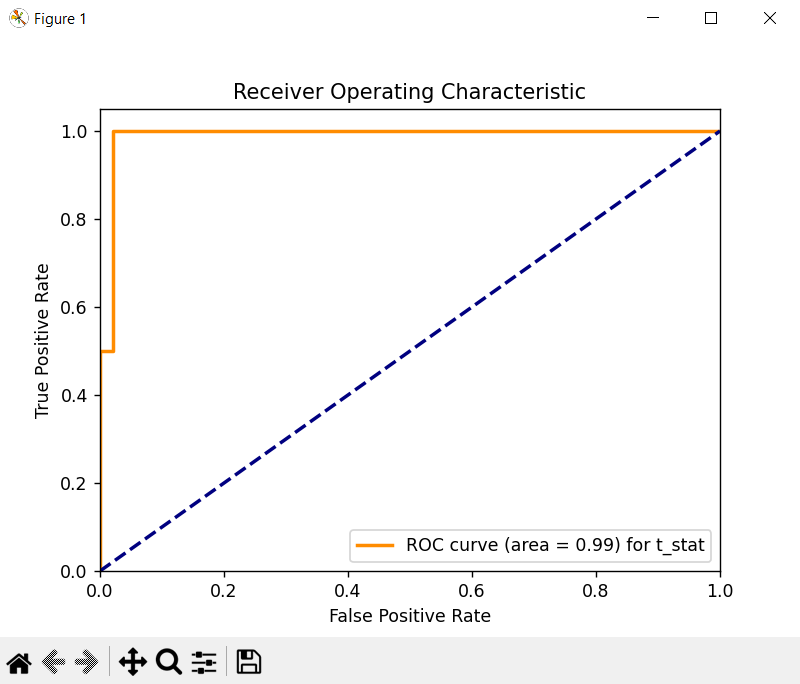 Figure 1
Receiver Operating Characteristic
1.0
0.8
0.6
0.4
0.2
0.0
True Positive Rate
ROC curve (area = 0.99) for t_stat
0.0 0.2 0.4 0.6 0.8 1.0
False Positive Rate